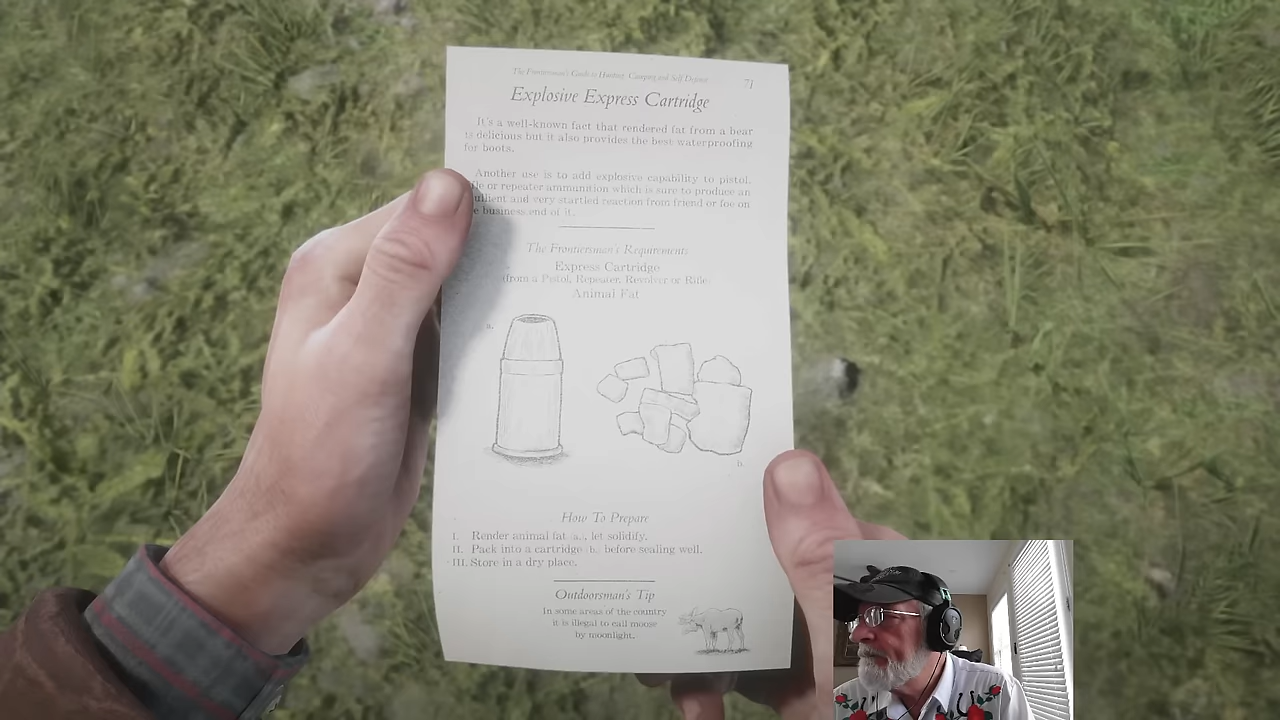 The Frontiersman's Guide to Hunting, Camping and Self Defense
71
Explosive Express Cartridge
It's a well-known fact that rendered fat from a bear
is delicious but it also provides the best waterproofing
for boots.
Another use is to add explosive capability to pistol,
or repeater ammunition which is sure to produce an
and very startled reaction from friend or foe on
business end of it.
The Frontiersman's Requirements
Express Cartridge
(from a Pistol, Repeater, Revolver or Rifle)
Animal Fat
a.
b.
How To Prepare
I. Render animal fat (a.), let solidify.
II. Pack into a cartridge (b.) before sealing well.
III. Store in a dry place.
Outdoorsman's Tip
In some areas of the country
it is illegal to call moose
by moonlight.